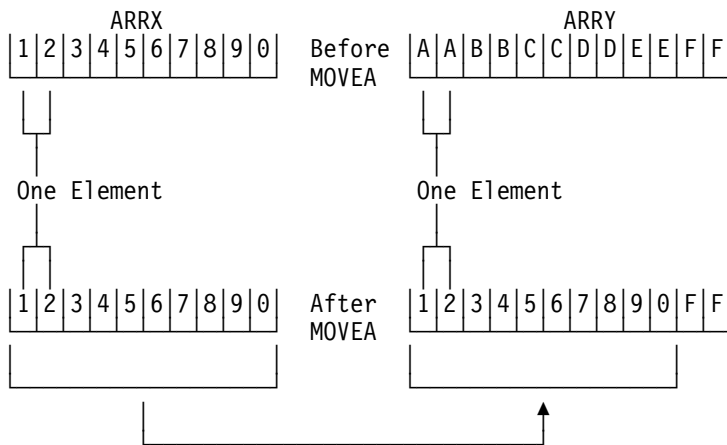 ARRX ARRY
1 2 3 4 5 6 7 8 9 0 Before A A B B C C D D E E F F
MOVEA
One Element One Element
1 2 3 4 5 6 7 8 9 0 After 1 2 3 4 5 6 7 8 9 0 F F
MOVEA